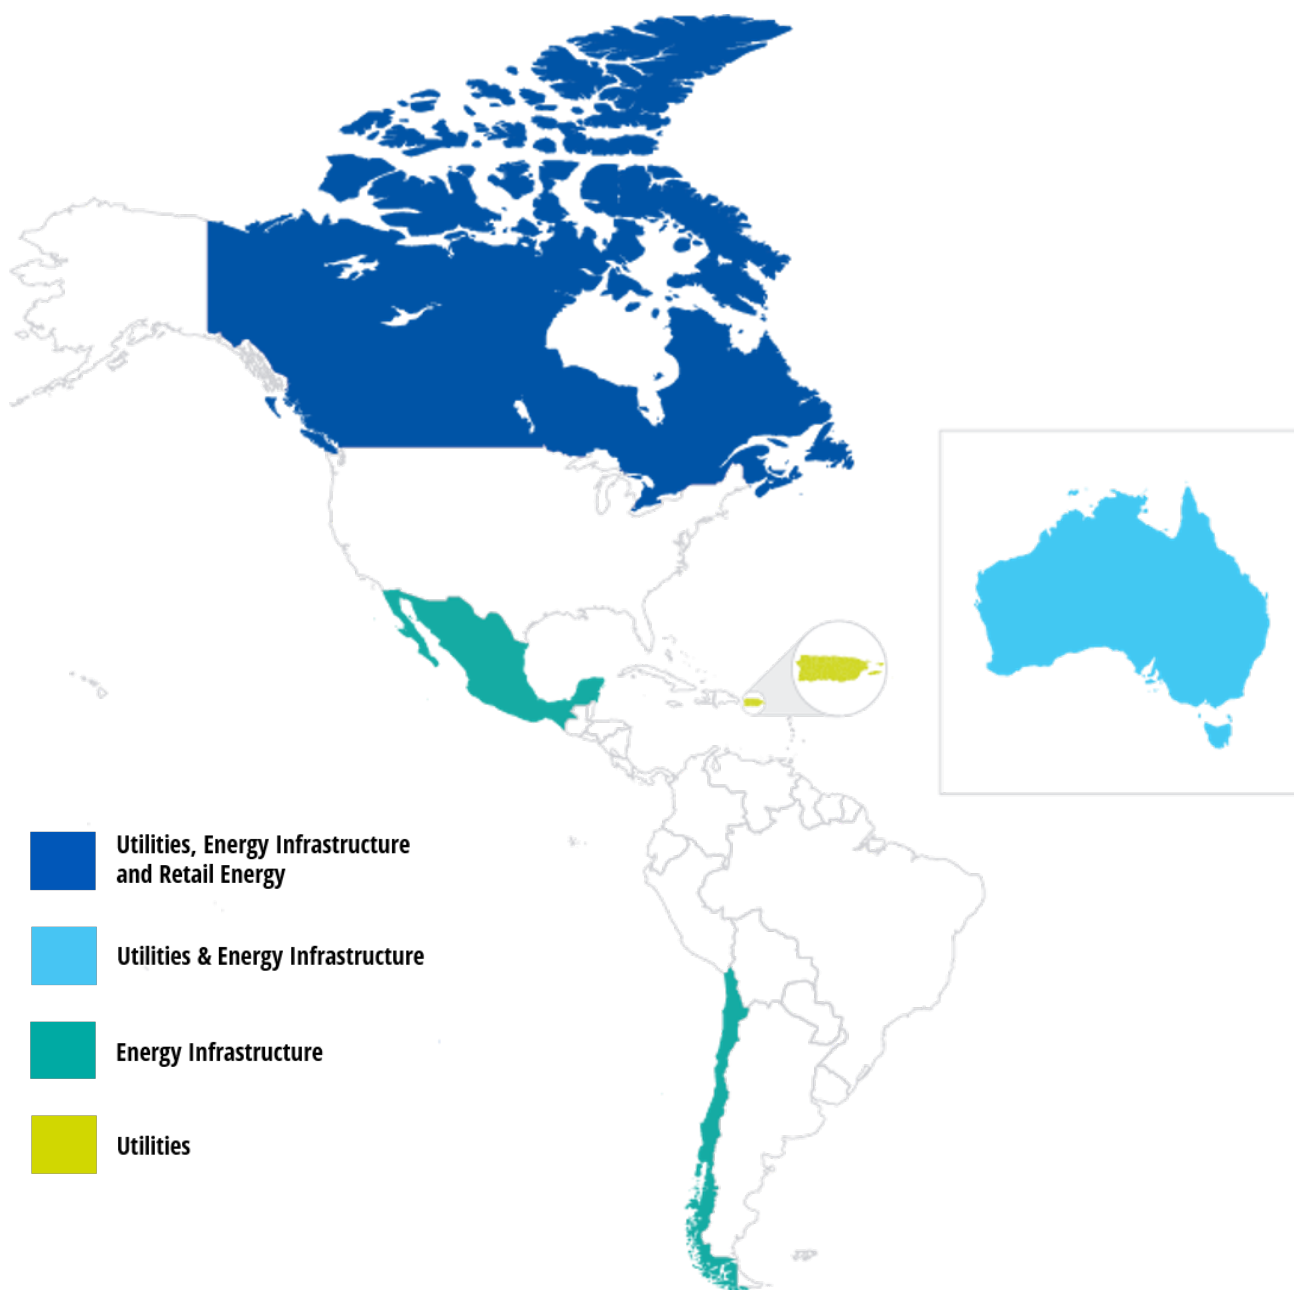 Utilities, Energy Infrastructure
and Retail Energy
Utilities & Energy Infrastructure
Energy Infrastructure
Utilities